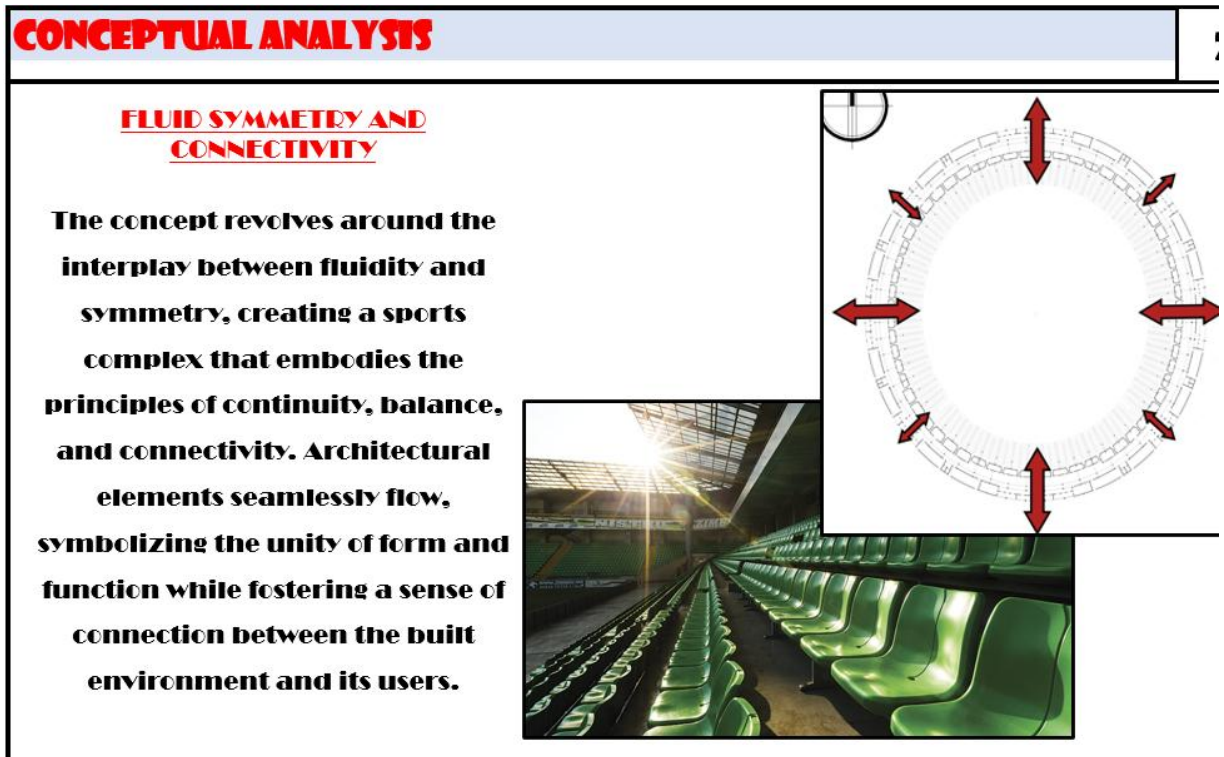 CONCEPTUAL ANALYSIS
FLUID SYMMETRY AND
CONNECTIVITY
The concept revolves around the
interplay between fluidity and
symmetry, creating a sports
complex that embodies the
principles of continuity, balance,
and connectivity. Architectural
elements seamlessly flow,
symbolizing the unity of form and
function while fostering a sense of
connection between the built
environment and its users.